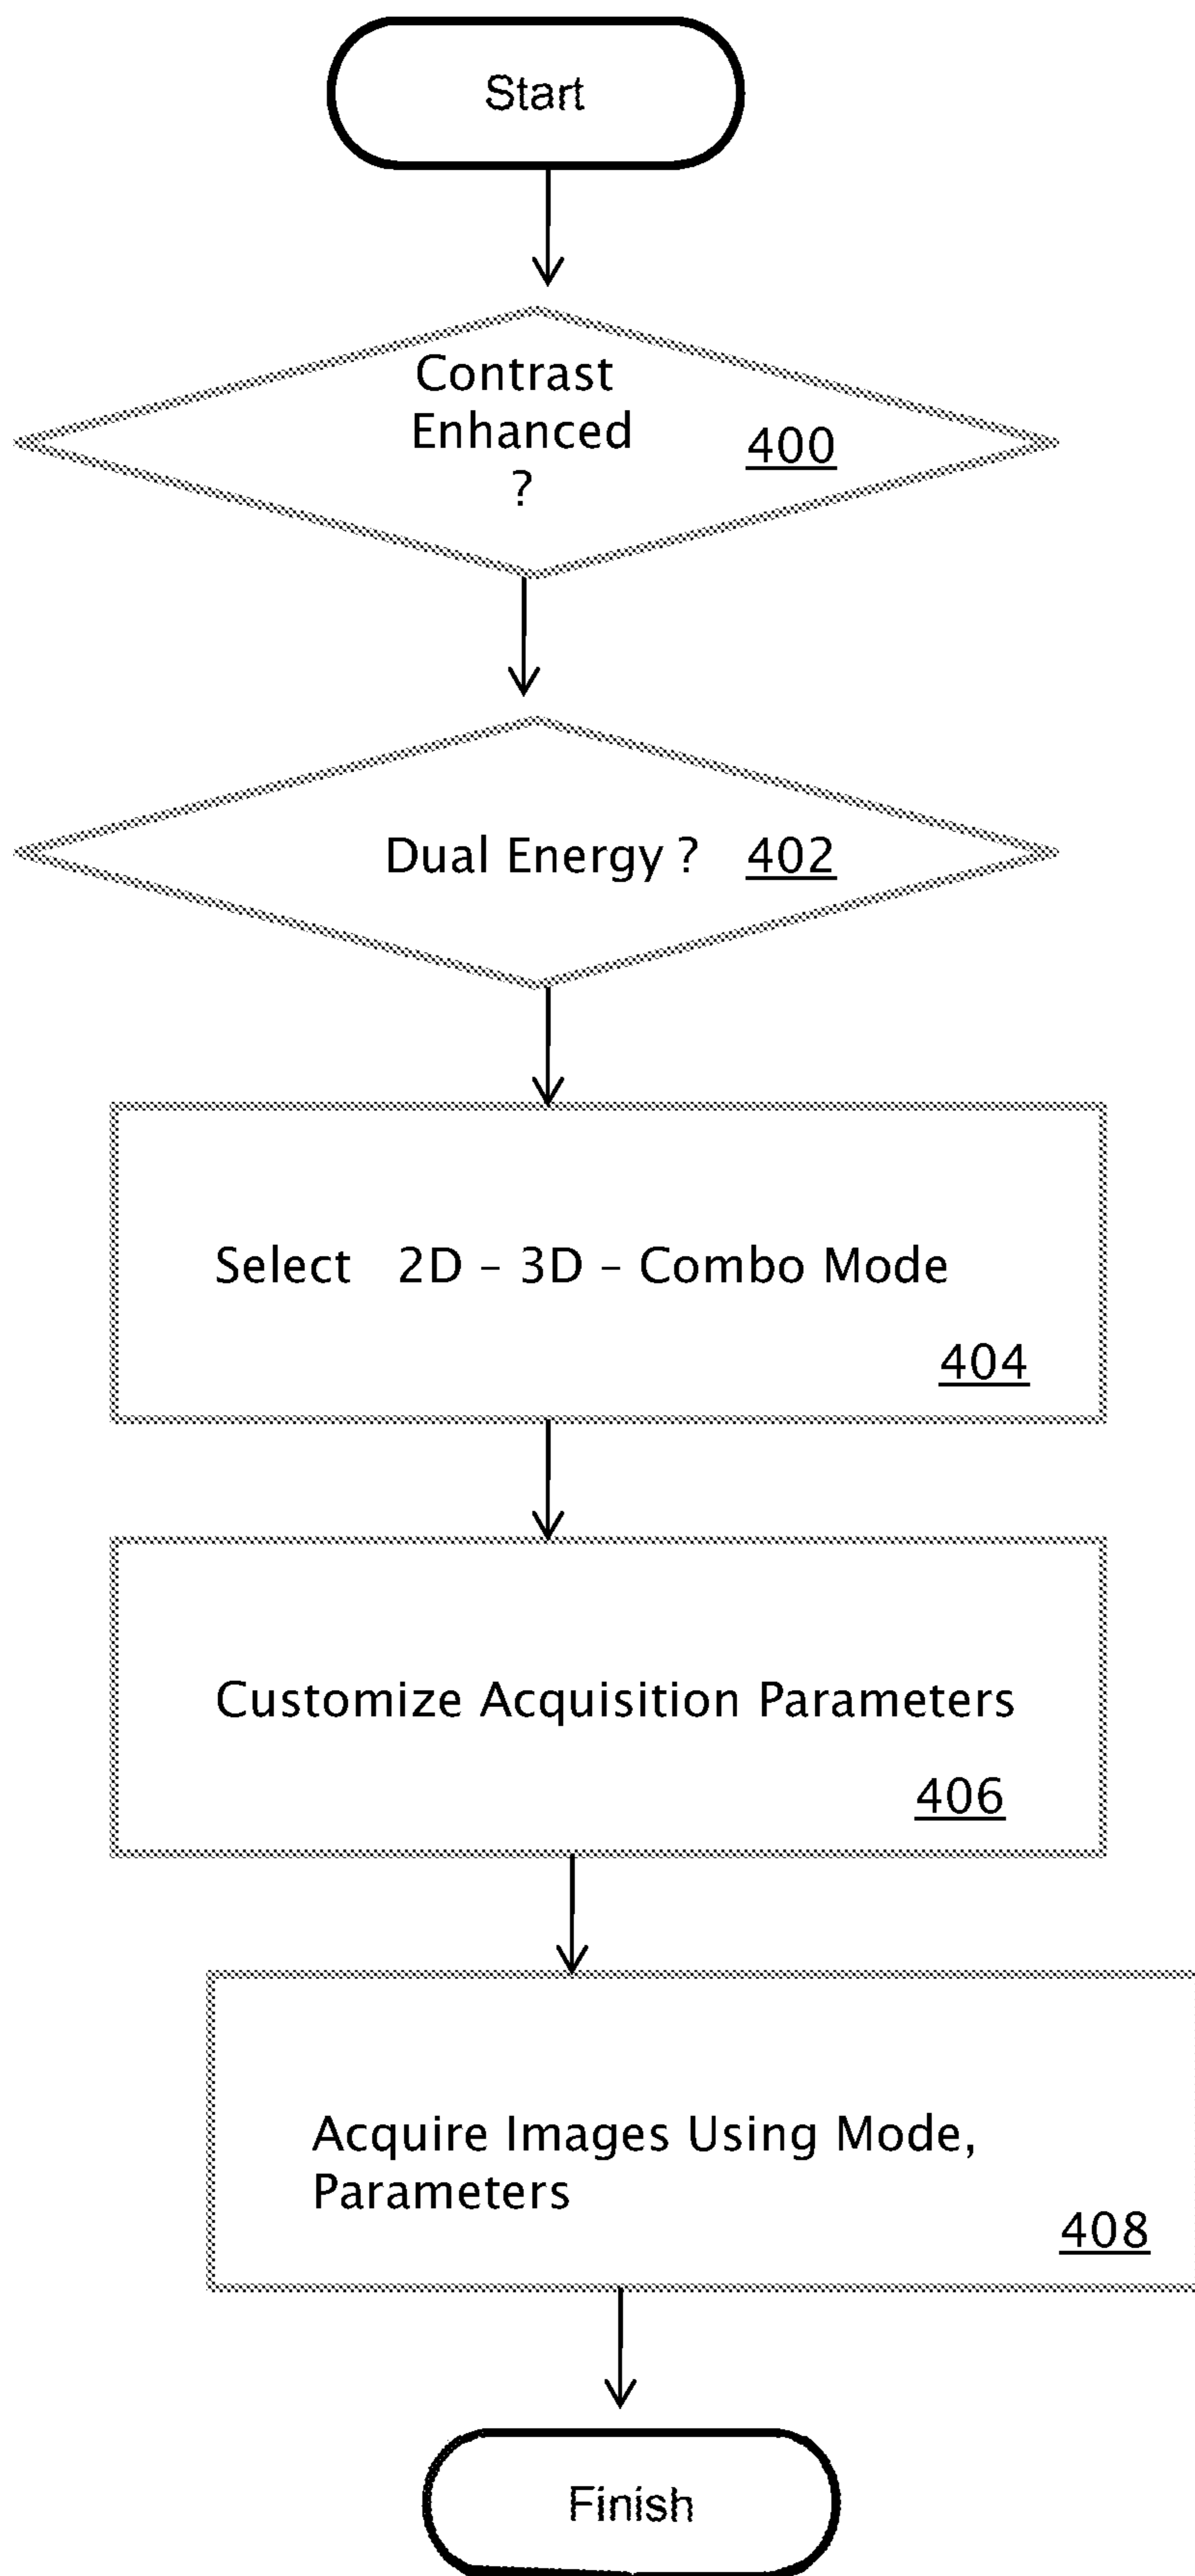 Start
Contrast
Enhanced
?
400
Dual Energy ? 402
Select 2D – 3D – Combo Mode
404
Customize Acquisition Parameters
406
Acquire Images Using Mode,
Parameters
408
Finish